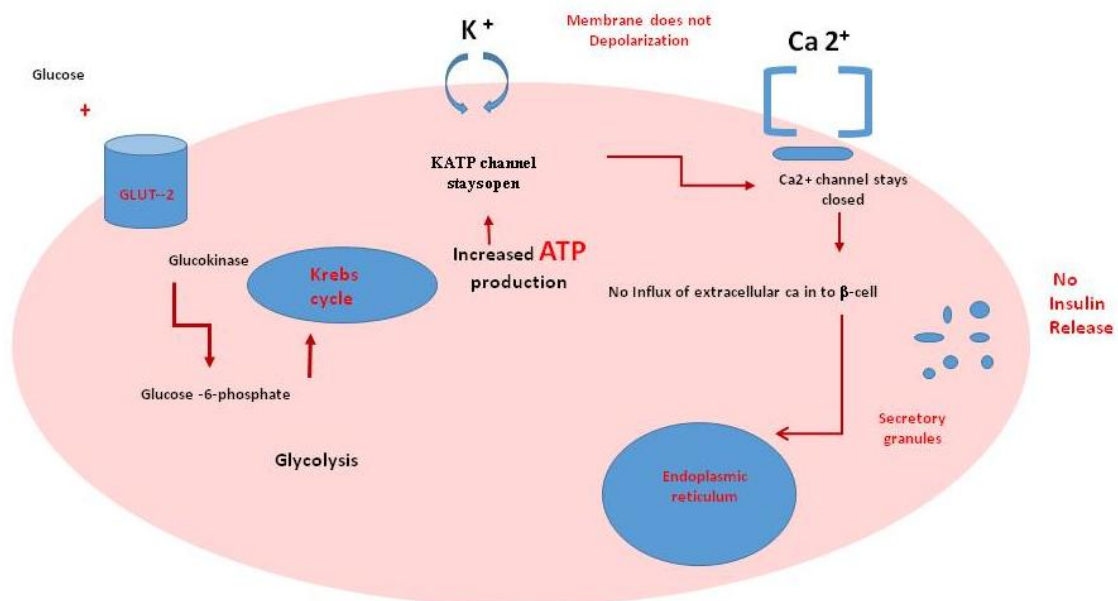 K +
Membrane does not
Depolarization
Ca 2+
Glucose
+
GLUT--2
KATP channel
stays open
Ca2+ channel stays
closed
Glucokinase
Krebs
cycle
Increased ATP
production
No Influx of extracellular ca in to β-cell
No
Insulin
Release
Glucose -6-phosphate
Secretory
granules
Glycolysis
Endoplasmic
reticulum